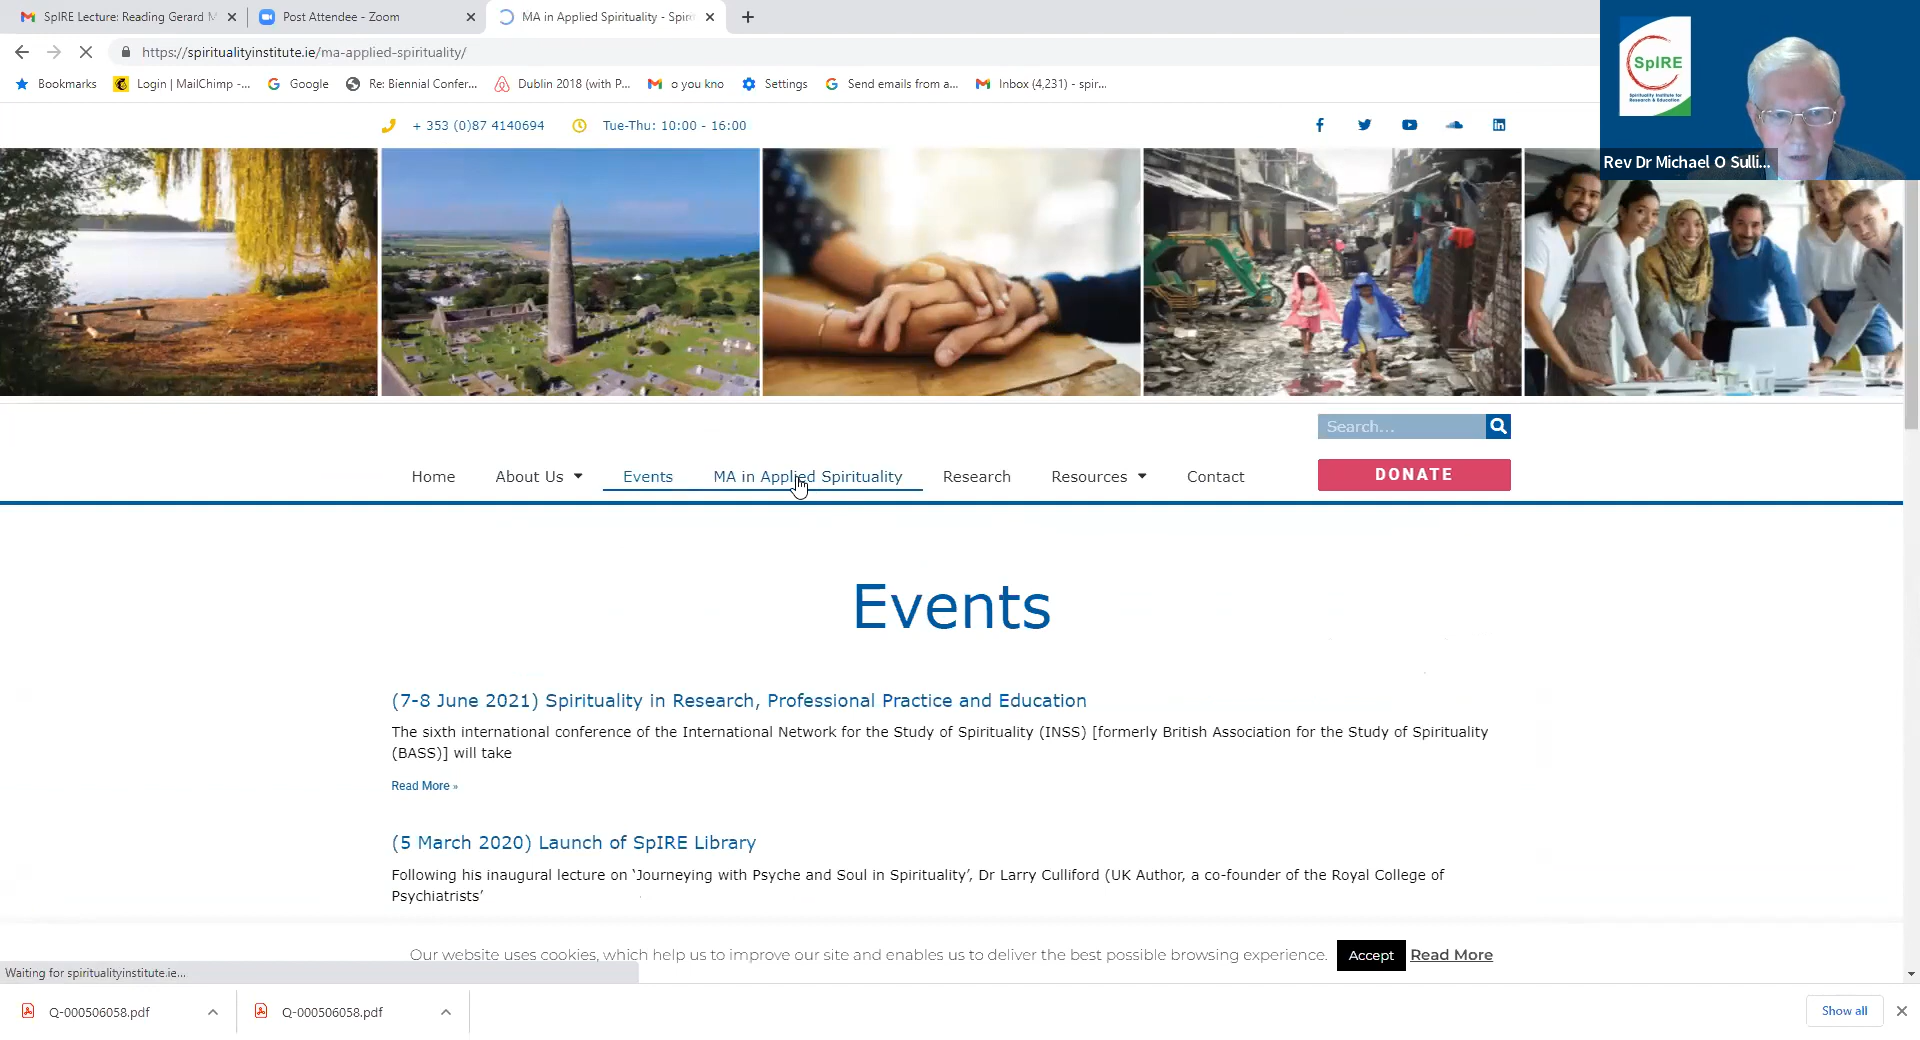 SpIRE Lecture: Reading Gerard M
Post Attendee - Zoom
MA in Applied Spirituality - Spir
https://spiritualityinstitute.ie/ma-applied-spirituality/
Bookmarks
Login | MailChimp -...
Google
Re: Biennial Confer...
Dublin 2018 (with P...
o you kno
Settings
Send emails from a...
Inbox (4,231) - spir...
SpIRE
Spirituality Institute for
Research & Education
Rev Dr Michael O Sulli...
+ 353 (0)87 4140694
Tue-Thu: 10:00 - 16:00
Search...
Home
About Us
Events
MA in Applied Spirituality
Research
Resources
Contact
DONATE
Events
(7-8 June 2021) Spirituality in Research, Professional Practice and Education
The sixth international conference of the International Network for the Study of Spirituality (INSS) [formerly British Association for the Study of Spirituality
(BASS)] will take
Read More »
(5 March 2020) Launch of SpIRE Library
Following his inaugural lecture on ‘Journeying with Psyche and Soul in Spirituality’, Dr Larry Culliford (UK Author, a co-founder of the Royal College of
Psychiatrists’
Our website uses cookies, which help us to improve our site and enables us to deliver the best possible browsing experience.
Accept
Read More
Waiting for spiritualityinstitute.ie...
Q-000506058.pdf
Q-000506058.pdf
Show all